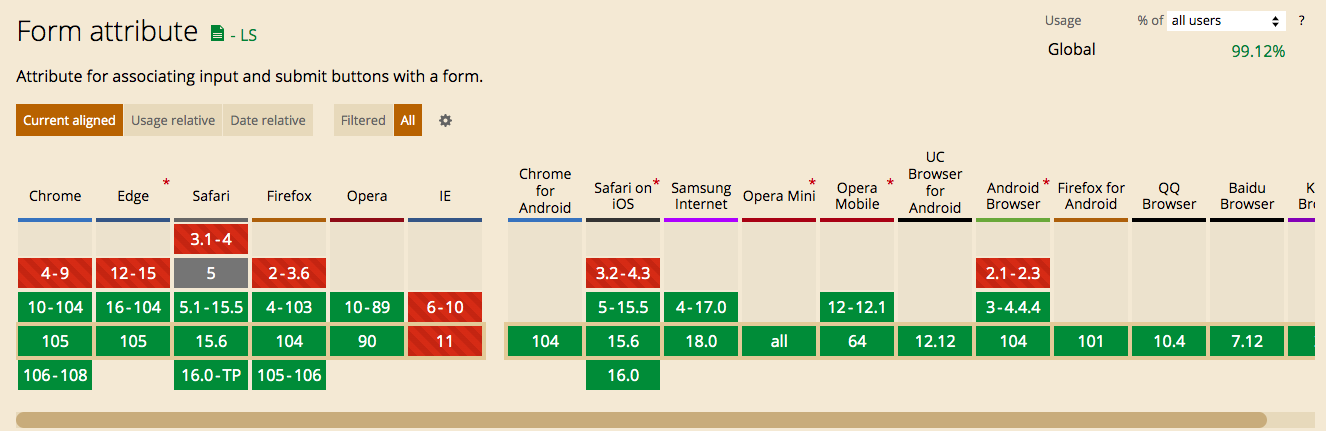 Form attribute - LS
Usage % of all users ?
Global 99.12%
Attribute for associating input and submit buttons with a form.
Current aligned Usage relative Date relative Filtered All
Chrome Edge * Safari Firefox Opera IE Chrome for Android Safari on iOS * Samsung Internet Opera Mini * Opera Mobile * UC Browser for Android Android Browser * Firefox for Android QQ Browser Baidu Browser
3.1-4
4-9 12-15 5 2-3.6 3.2-4.3 2.1-2.3
10-104 16-104 5.1-15.5 4-103 10-89 6-10 5-15.5 4-17.0 12-12.1 3-4.4.4
105 105 15.6 104 90 11 104 15.6 18.0 all 64 12.12 104 101 10.4 7.12
106-108 16.0-TP 105-106 16.0